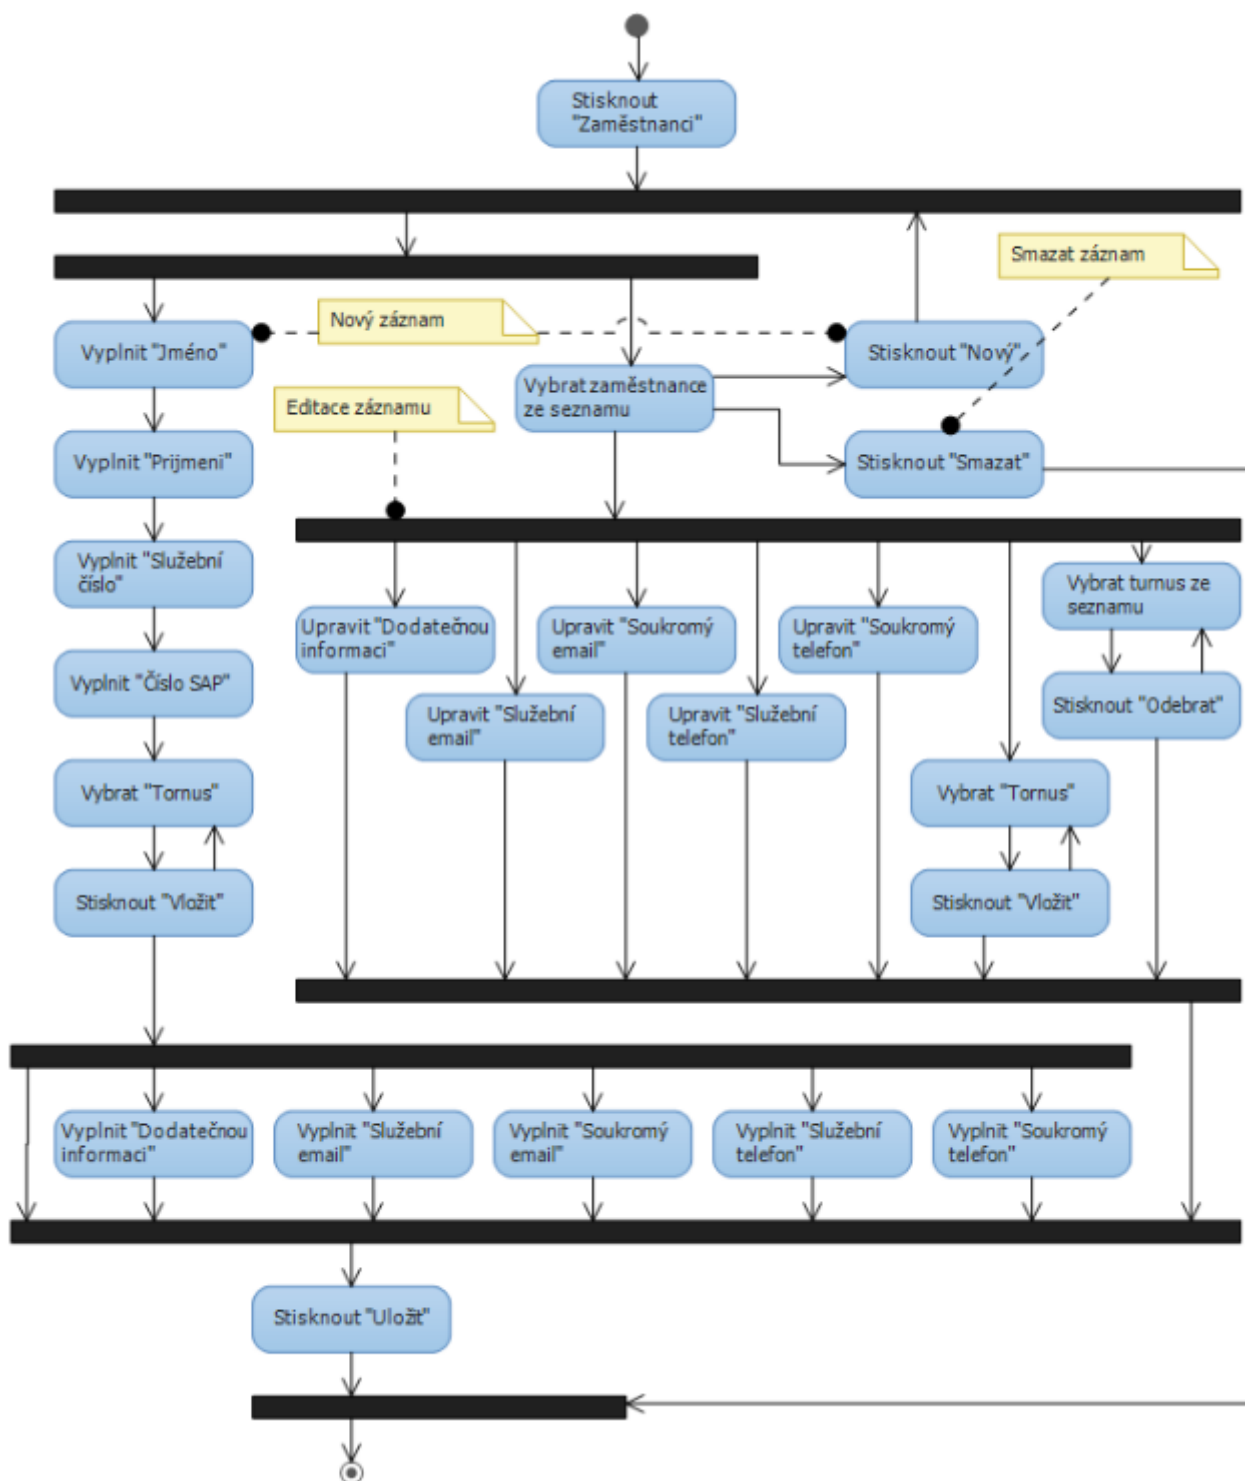 Stisknout
"Zaměstnanci"
Smazat záznam
Nový záznam
Vyplnit "Jméno"
Stisknout "Nový"
Vybrat zaměstnance
ze seznamu
Editace záznamu
Vyplnit "Prijmeni"
Stisknout "Smazat"
Vyplnit "Služební
číslo"
Vybrat turnus ze
seznamu
Upravit "Dodatečnou
informaci"
Upravit "Soukromý
email"
Upravit "Soukromý
telefon"
Vyplnit "Číslo SAP"
Upravit "Služební
email"
Upravit "Služební
telefon"
Stisknout "Odebrat"
Vybrat "Tornus"
Vybrat "Tornus"
Stisknout "Vložit"
Stisknout "Vložit"
Vyplnit "Dodatečnou
informaci"
Vyplnit "Služební
email"
Vyplnit "Soukromý
email"
Vyplnit "Služební
telefon"
Vyplnit "Soukromý
telefon"
Stisknout "Uložit"